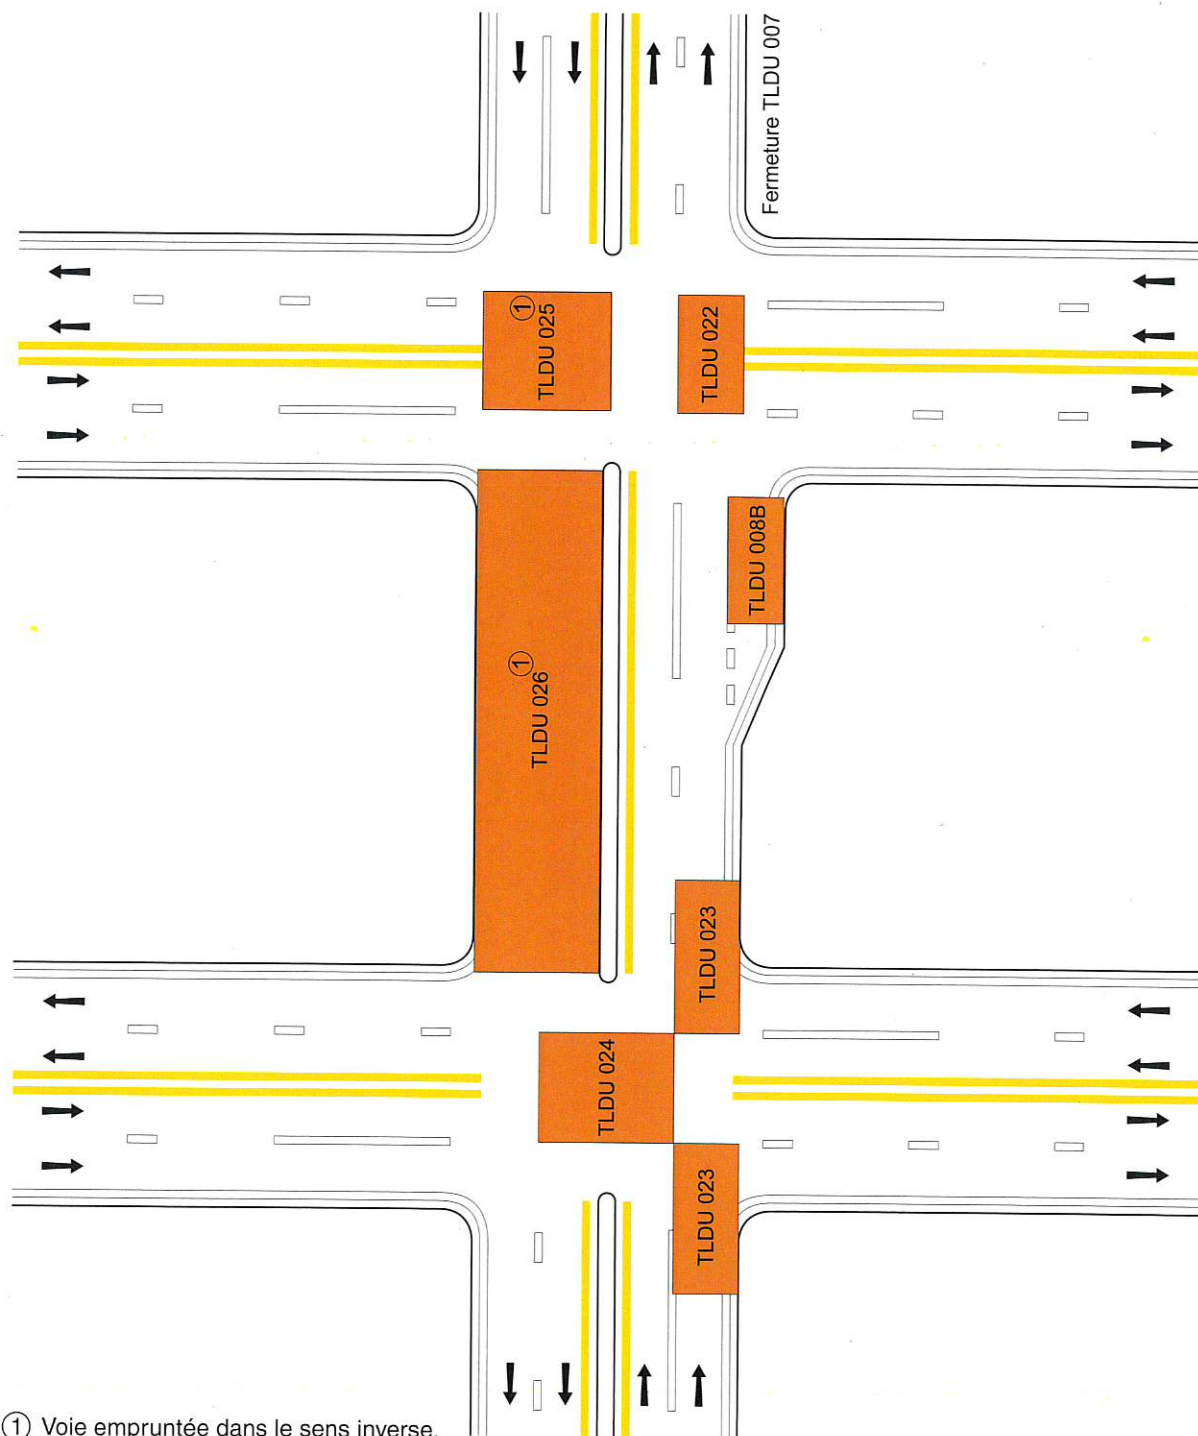 Fermeture TLDU 007
①
TLDU 025
TLDU 022
TLDU 008B
①
TLDU 026
TLDU 023
TLDU 024
TLDU 023
① Voie empruntée dans le sens inverse.